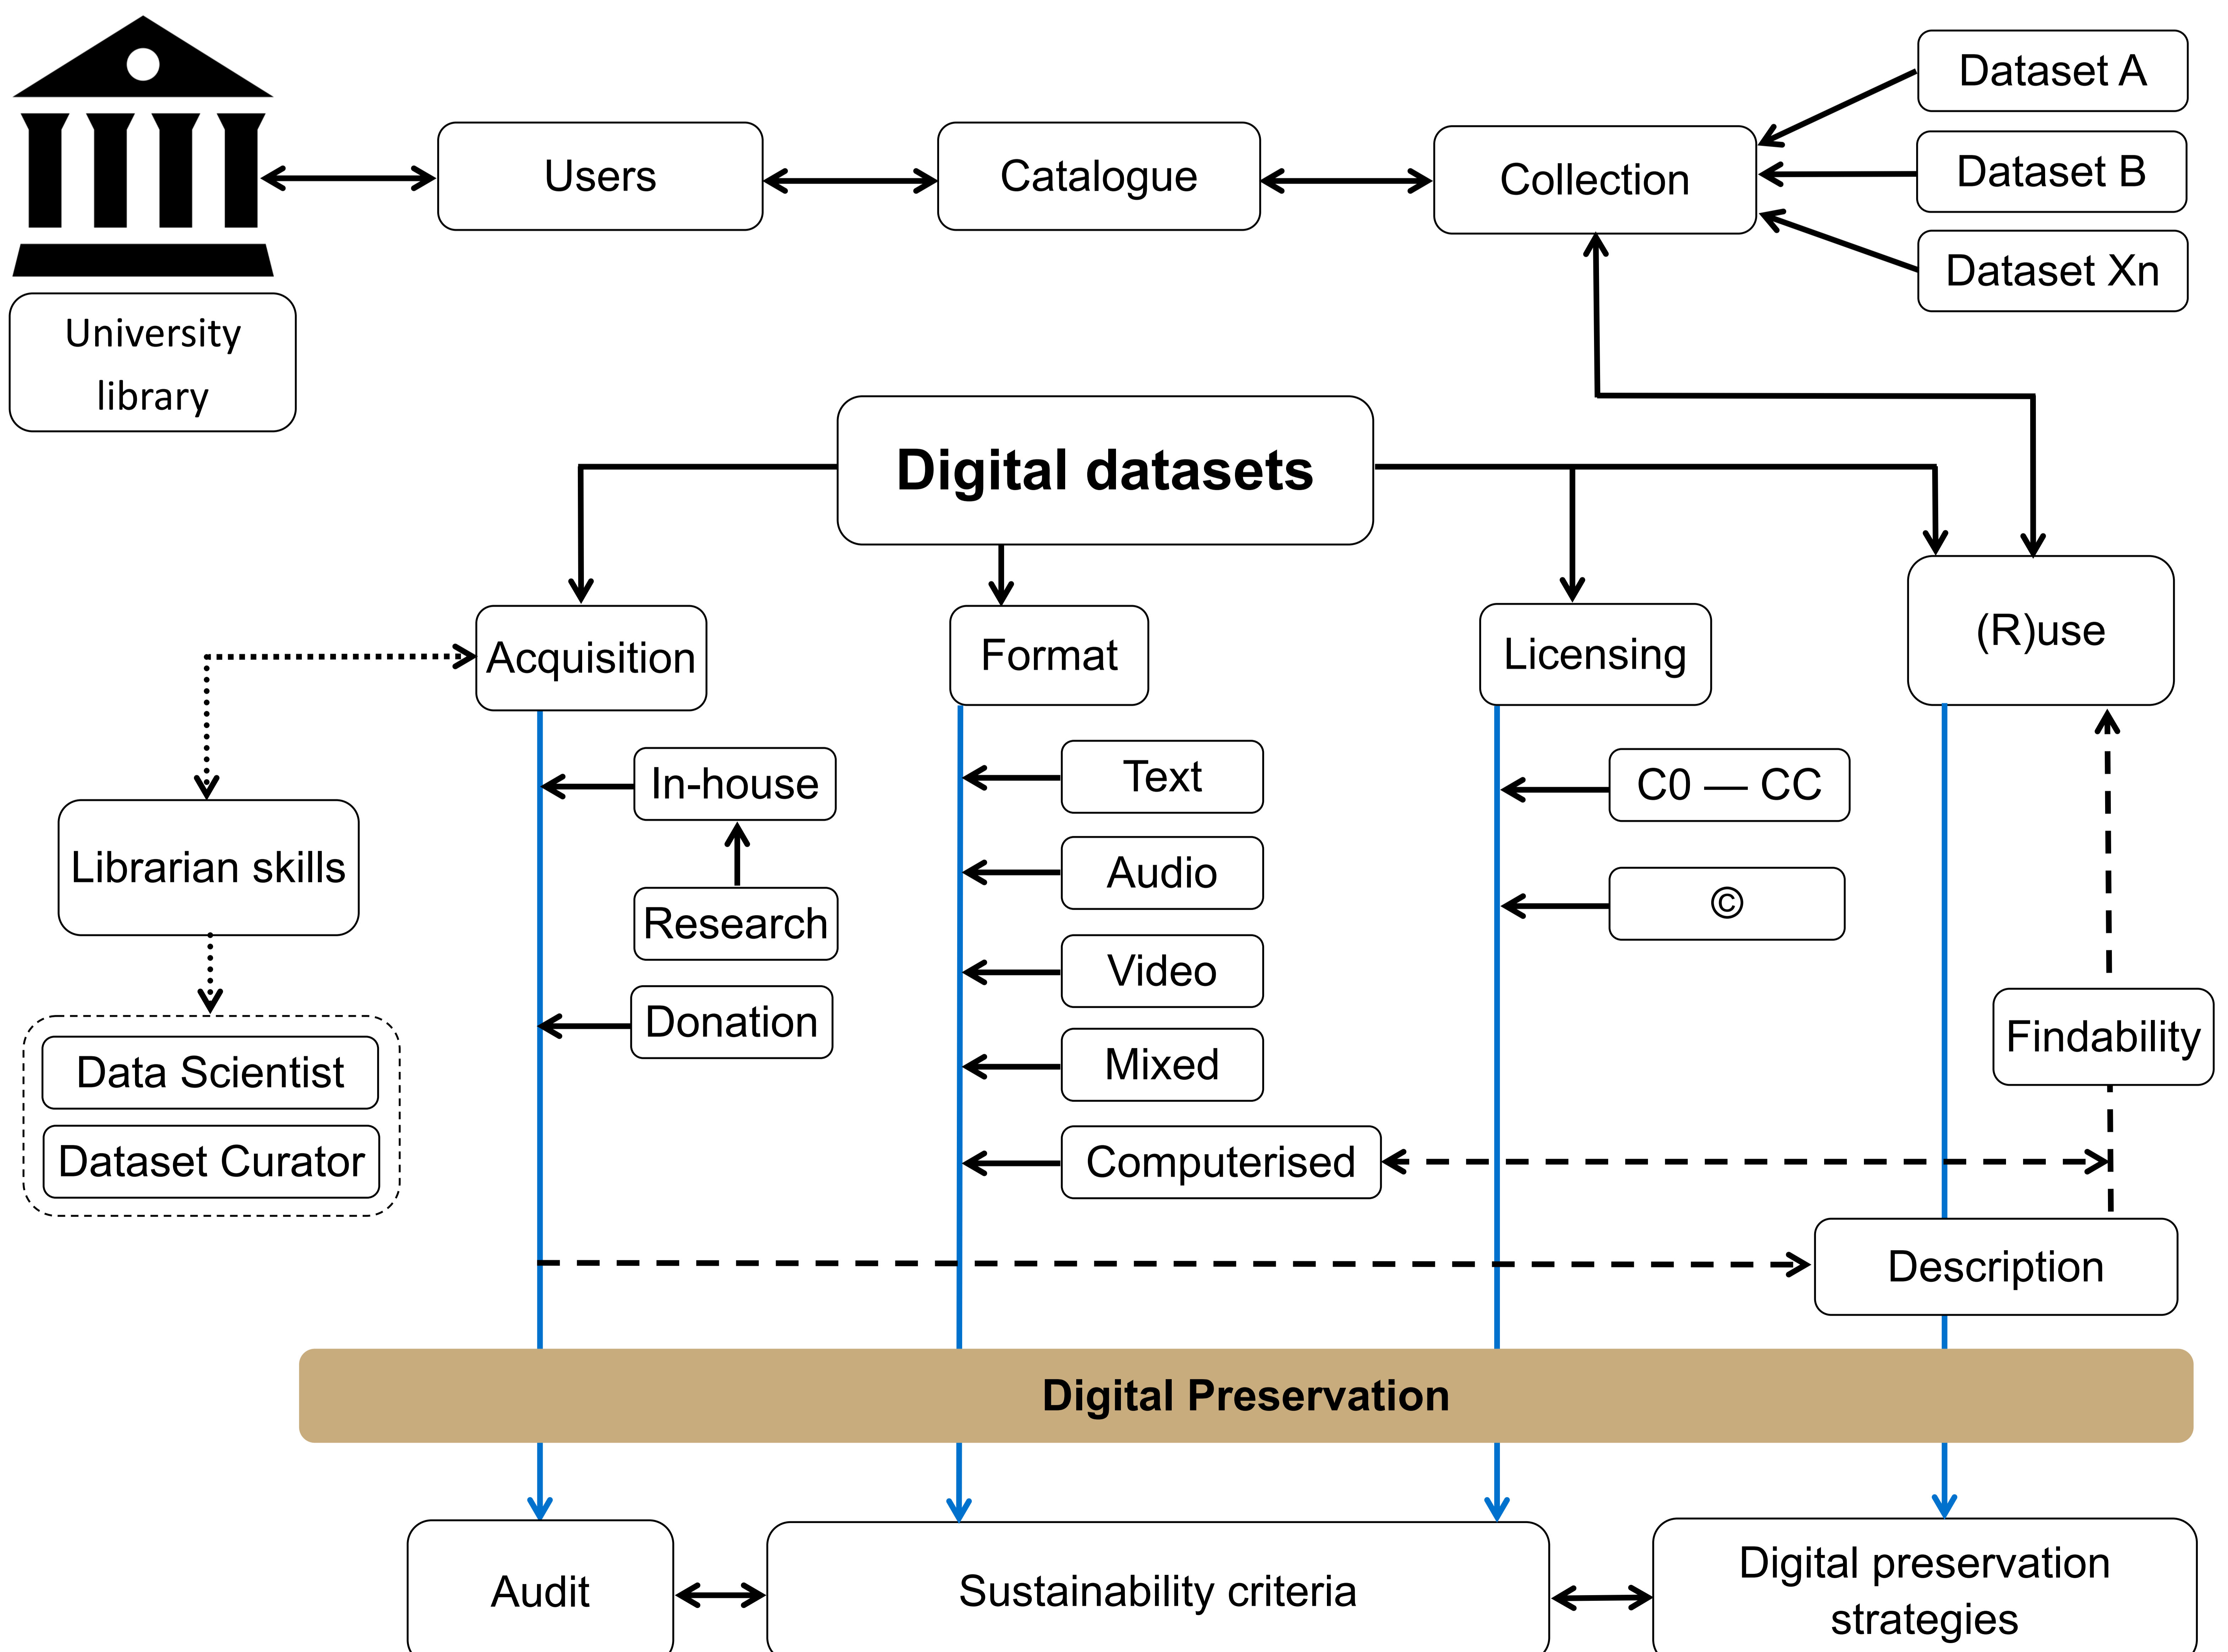 Dataset A
Users
Catalogue
Collection
Dataset B
Dataset Xn
University
library
Digital datasets
Acquisition
Format
Licensing
(R)use
In-house
Text
C0 — CC
Librarian skills
Research
Audio
©
Video
Donation
Findability
Data Scientist
Mixed
Dataset Curator
Computerised
Description
Digital Preservation
Audit
Sustainability criteria
Digital preservation
strategies